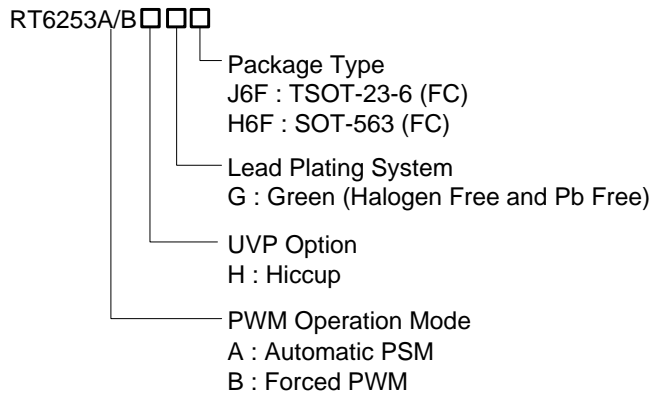 RT6253A/B□□□
Package Type
J6F : TSOT-23-6 (FC)
H6F : SOT-563 (FC)
Lead Plating System
G : Green (Halogen Free and Pb Free)
UVP Option
H : Hiccup
PWM Operation Mode
A : Automatic PSM
B : Forced PWM